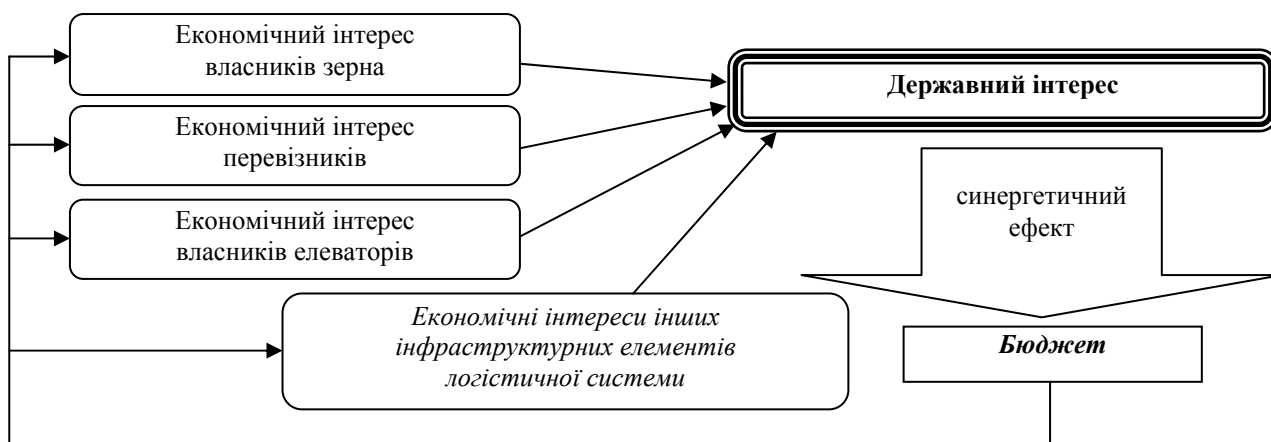 Економічний інтерес
власників зерна
Державний інтерес
Економічний інтерес
перевізників
синергетичний
ефект
Економічний інтерес
власників елеваторів
Економічні інтереси інших
інфраструктурних елементів
логістичної системи
Бюджет